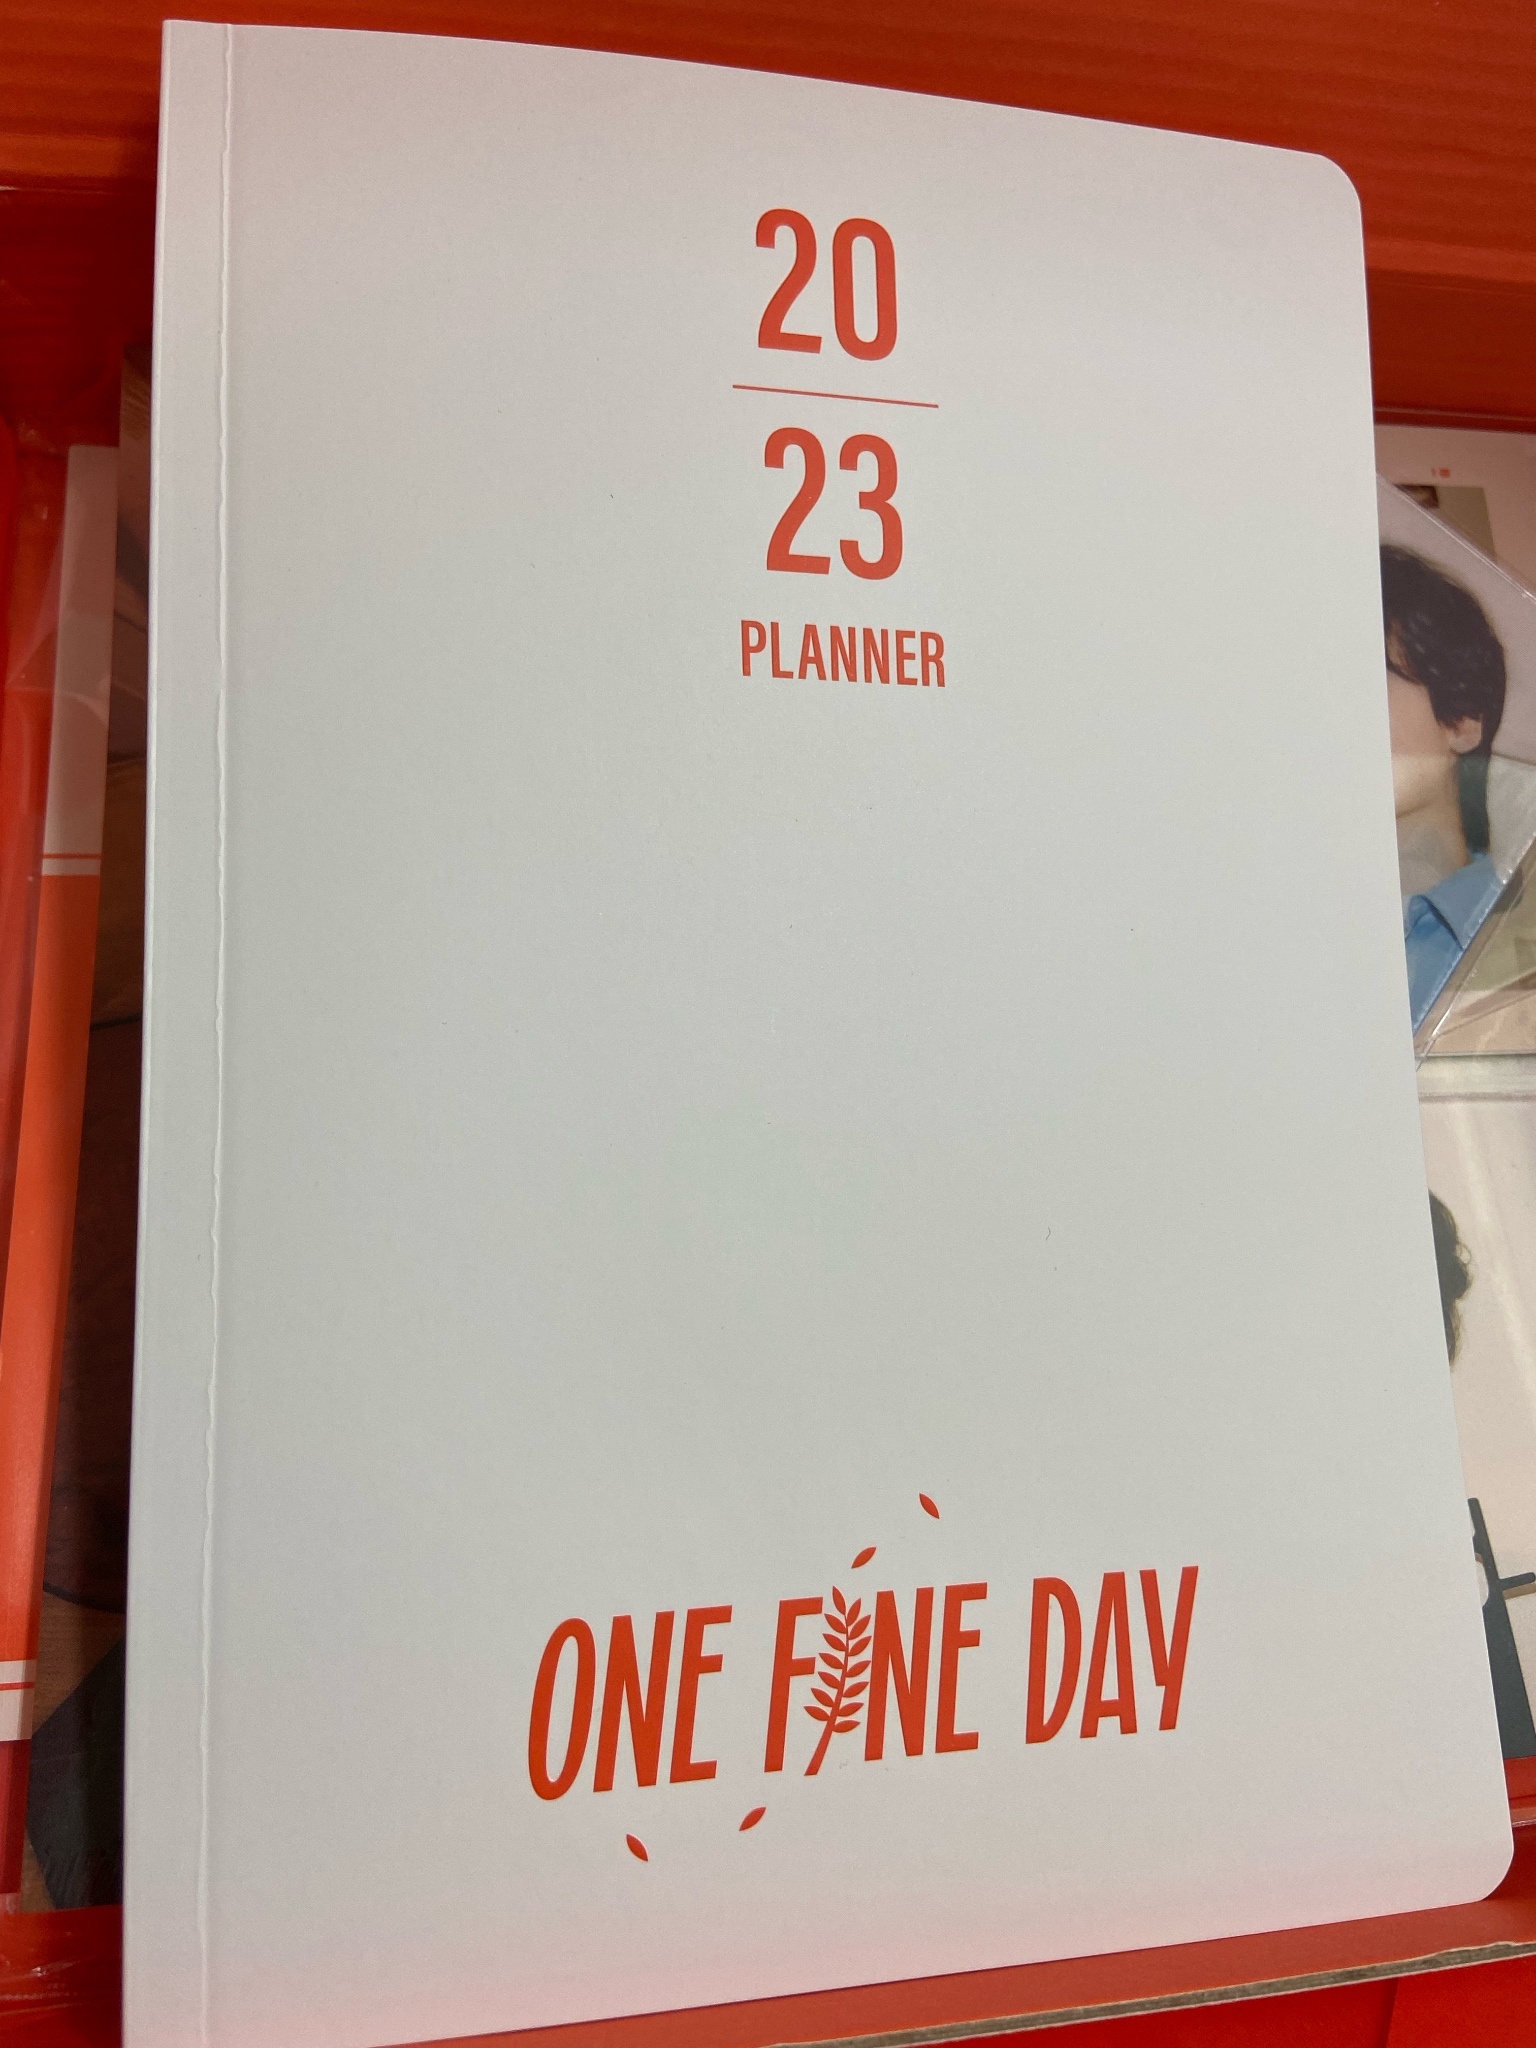 20
23
PLANNER
ONE FINE DAY